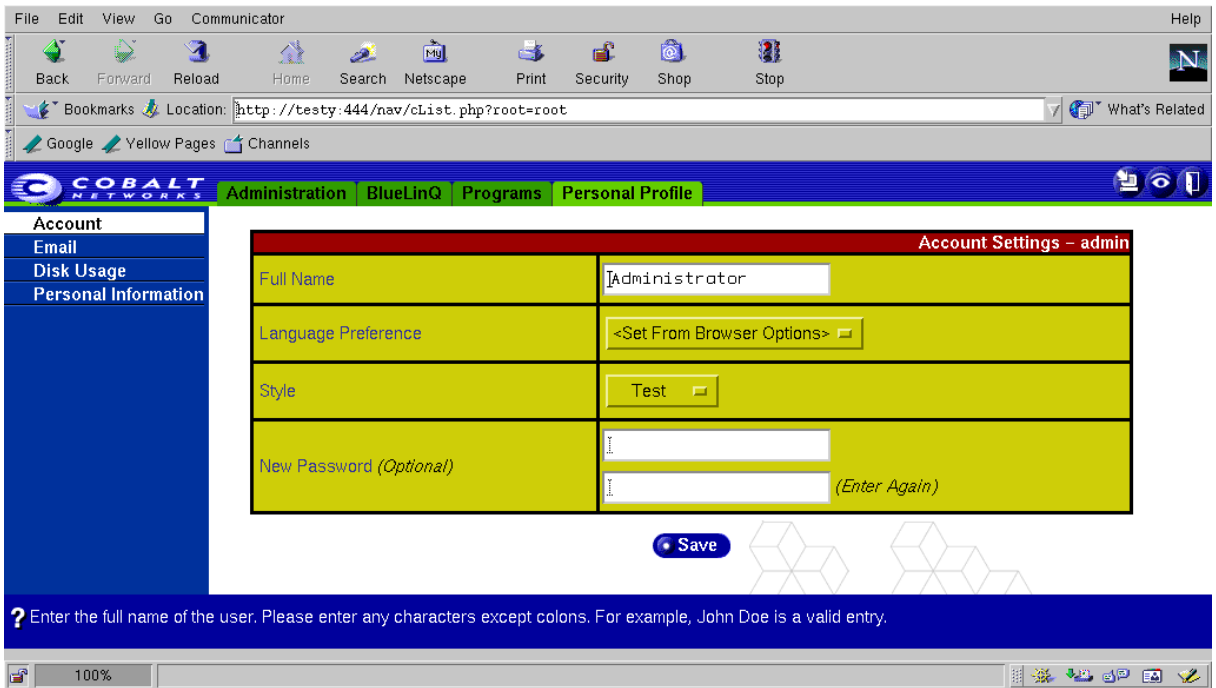 File Edit View Go Communicator Help
Back Forward Reload Home Search Netscape Print Security Shop Stop
My
N
Bookmarks Location: http://testy:444/nav/cList.php?root=root What's Related
Google Yellow Pages Channels
COBALT
NETWORKS
Administration BlueLinQ Programs Personal Profile
Account
Email
Disk Usage
Personal Information
Account Settings – admin
Full Name Administrator
Language Preference <Set From Browser Options>
Style Test
New Password (Optional)
(Enter Again)
Save
? Enter the full name of the user. Please enter any characters except colons. For example, John Doe is a valid entry.
100%